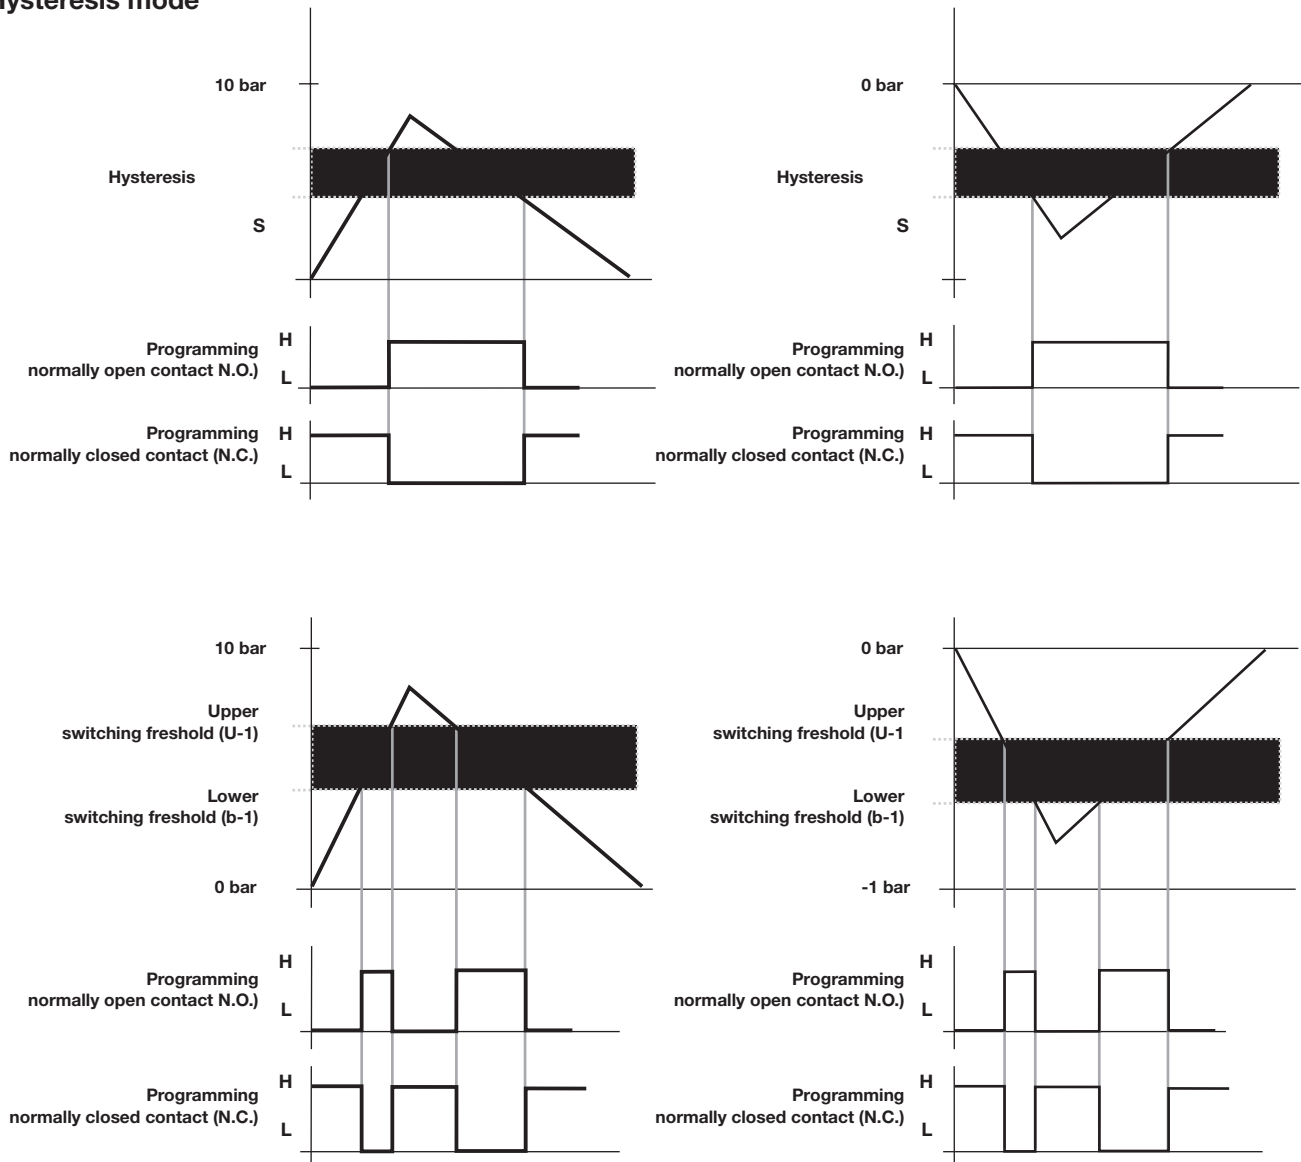 hysteresis mode
10 bar
Hysteresis
S
Programming
normally open contact N.O.)
H
L
Programming
normally closed contact (N.C.)
H
L
0 bar
Hysteresis
S
Programming
normally open contact N.O.)
H
L
Programming
normally closed contact (N.C.)
H
L
10 bar
Upper
switching freshold (U-1)
Lower
switching freshold (b-1)
0 bar
Programming
normally open contact N.O.)
H
L
Programming
normally closed contact (N.C.)
H
L
0 bar
Upper
switching freshold (U-1
Lower
switching freshold (b-1)
-1 bar
Programming
normally open contact N.O.)
H
L
Programming
normally closed contact (N.C.)
H
L